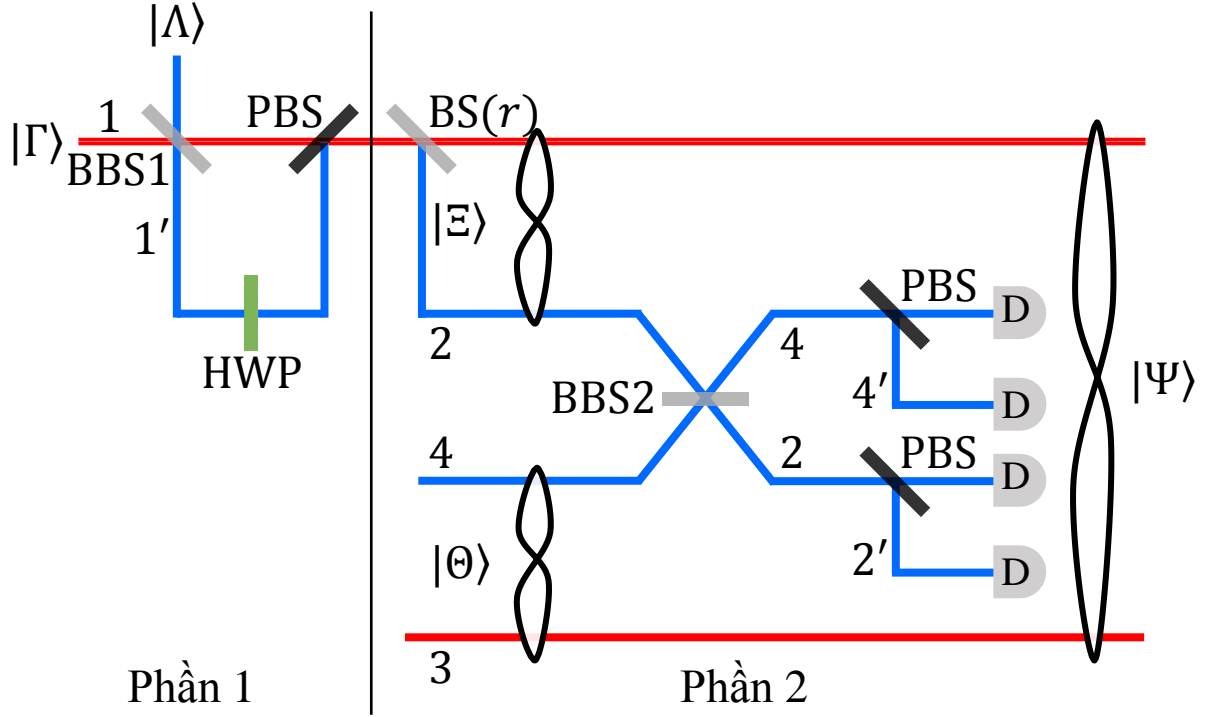 |Λ⟩
1
PBS
BS(r)
|Γ⟩
BBS1
1′
|Ξ⟩
HWP
2
4
PBS
D
|Ψ⟩
BBS2
4′
D
4
2
PBS
D
|Θ⟩
2′
D
3
Phần 1
Phần 2